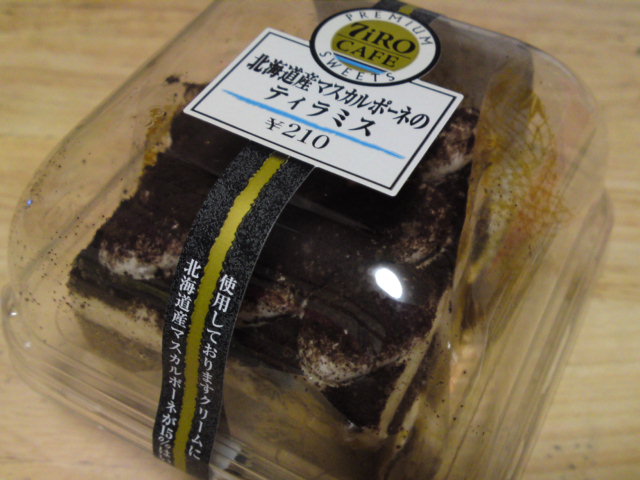 PREMIUM
7iRO
CAFE
SWEETS
北海道産マスカルポーネの
ティラミス
￥210
使用しておりますクリームに
北海道産マスカルポーネが15%